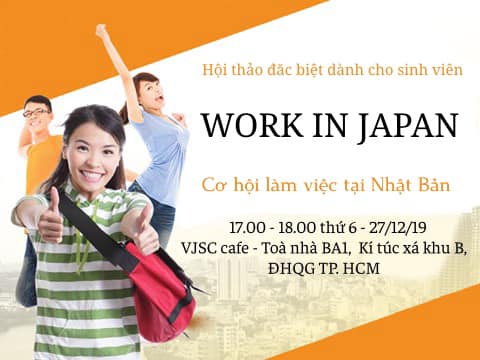 Hội thảo đăc biệt dành cho sinh viên
WORK IN JAPAN
Cơ hội làm việc tại Nhật Bản
17.00 - 18.00 thứ 6 - 27/12/19
VJSC cafe - Toà nhà BA1,  Kí túc xá khu B,
ĐHQG TP. HCM